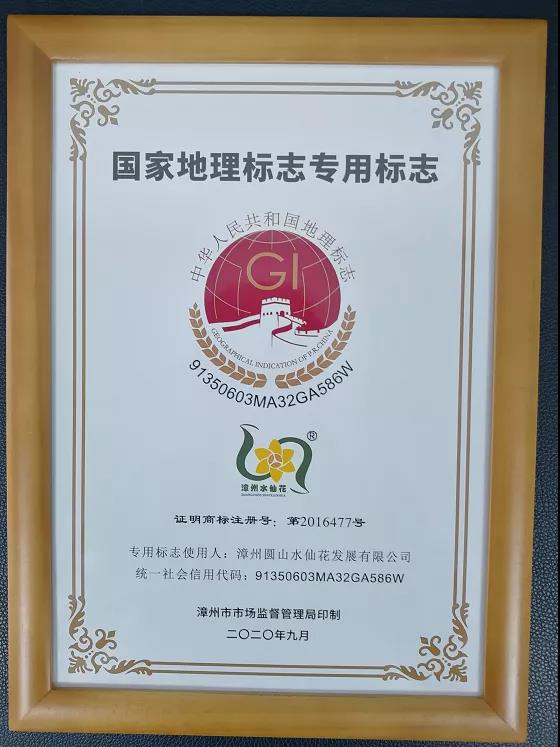 国家地理标志专用标志
中华人民共和国地理标志
GI
GEOGRAPHICAL INDICATION OF P.R.CHINA
91350603MA32GA586W
®
漳州水仙花
证明商标注册号：第2016477号
专用标志使用人：漳州圆山水仙花发展有限公司
统一社会信用代码：91350603MA32GA586W
漳州市市场监督管理局印制
二〇二〇年九月